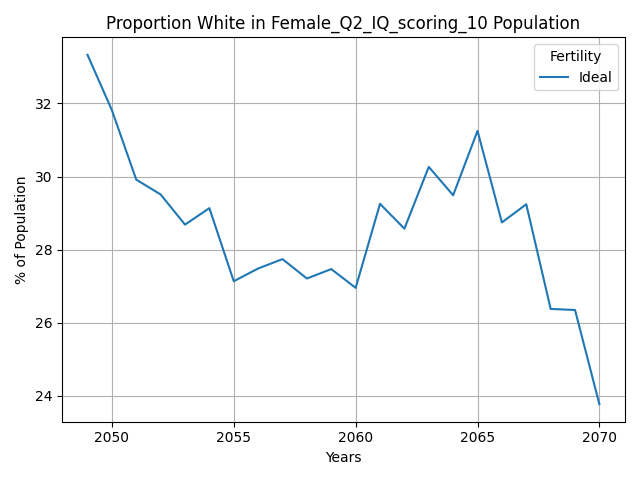 Proportion White in Female_Q2_IQ_scoring_10 Population
Fertility
Ideal
% of Population
32
30
28
26
24
2050 2055 2060 2065 2070
Years